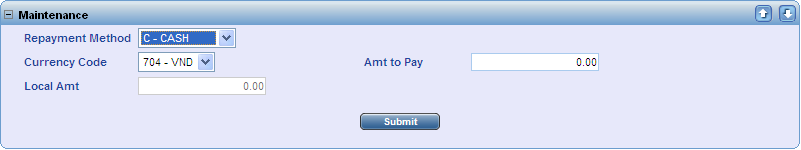 Maintenance
Repayment Method C - CASH
Currency Code 704 - VND Amt to Pay 0.00
Local Amt 0.00
Submit